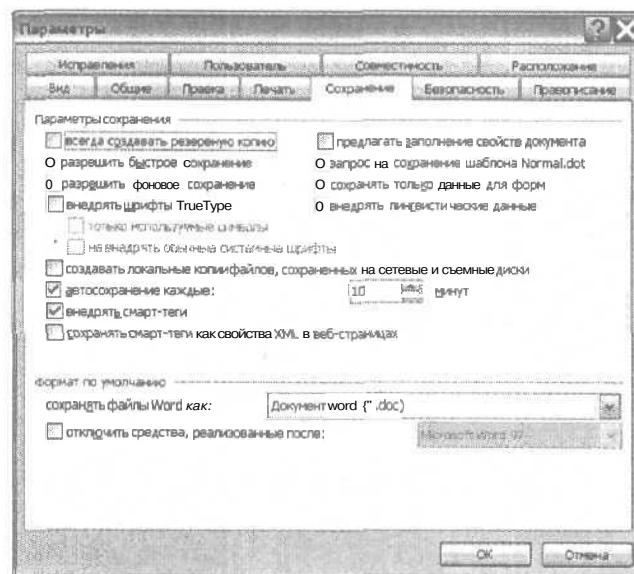 Параметры
Исправления Пользователь Совместимость Расположение
Вид Общие Правка Печать Сохранение Безопасность Правописание
Параметры сохранения
всегда создавать резервную копию
предлагать заполнение свойств документа
О разрешить быстрое сохранение
О запрос на сохранение шаблона Normal.dot
0 разрешить фоновое сохранение
О сохранять только данные для форм
внедрять шрифты TrueType
О внедрять лингвистические данные
только используемые символы
не внедрять обычные системные шрифты
создавать локальные копии файлов, сохраненных на сетевые и съемные диски
автосохранение каждые: 10 минут
внедрять смарт-теги
сохранять смарт-теги как свойства XML в веб-страницах
Формат по умолчанию
сохранять файлы Word как: Документ word (".doc)
отключить средства, реализованные после: Microsoft Word 97
ОК Отмена